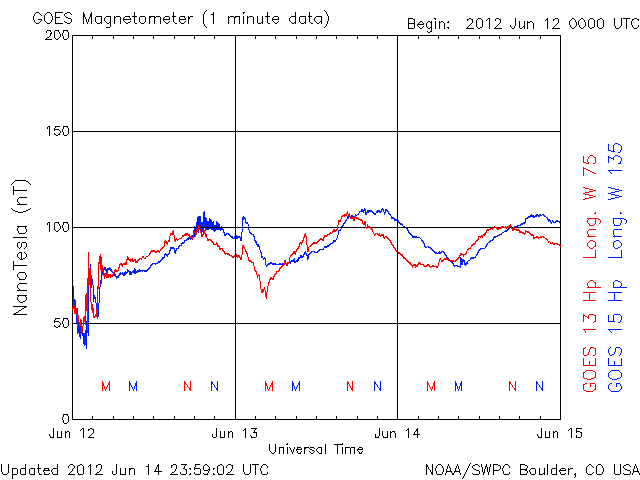 GOES Magnetometer (1 minute data)
Begin: 2012 Jun 12 0000 UTC
200
150
100
50
0
NanoTesla (nT)
M M N N M M N N M M N N
Jun 12 Jun 13 Jun 14 Jun 15
Universal Time
GOES 13 Hp Long. W 75
GOES 15 Hp Long. W 135
Updated 2012 Jun 14 23:59:02 UTC
NOAA/SWPC Boulder, CO USA